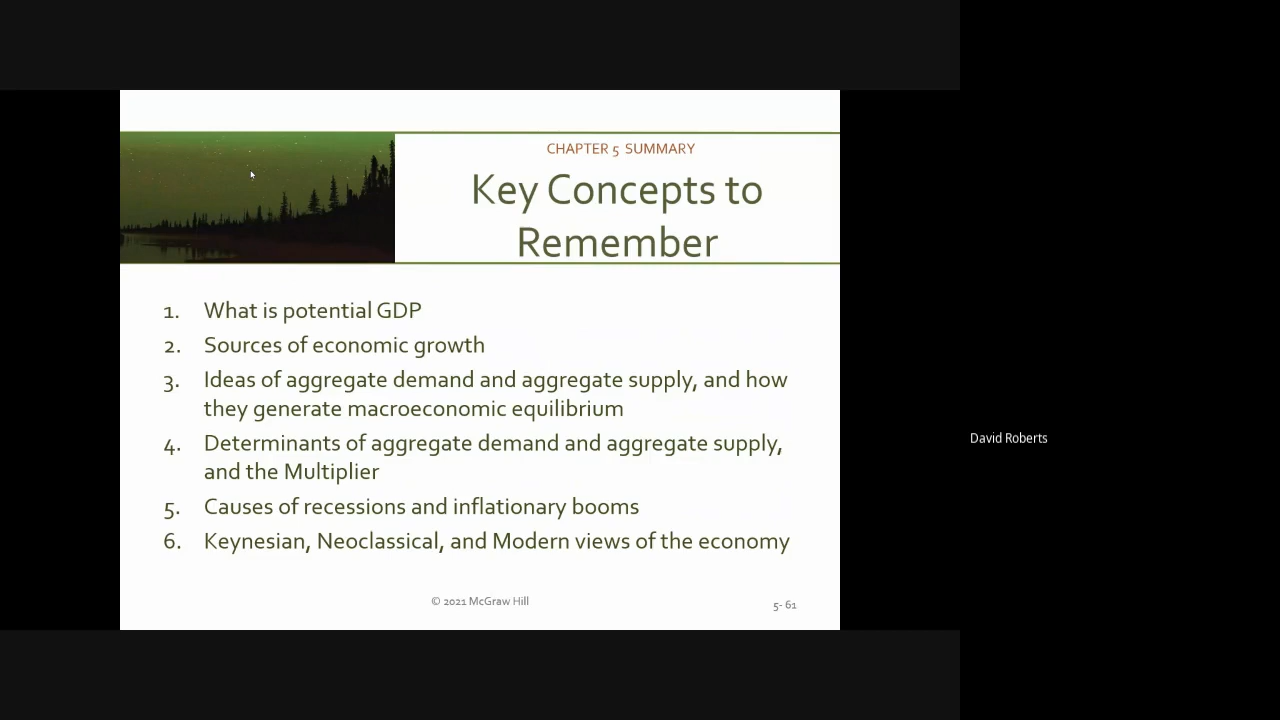 CHAPTER 5 SUMMARY
Key Concepts to
Remember
1. What is potential GDP
2. Sources of economic growth
3. Ideas of aggregate demand and aggregate supply, and how
they generate macroeconomic equilibrium
4. Determinants of aggregate demand and aggregate supply,
and the Multiplier
5. Causes of recessions and inflationary booms
6. Keynesian, Neoclassical, and Modern views of the economy
© 2021 McGraw Hill
5- 61
David Roberts